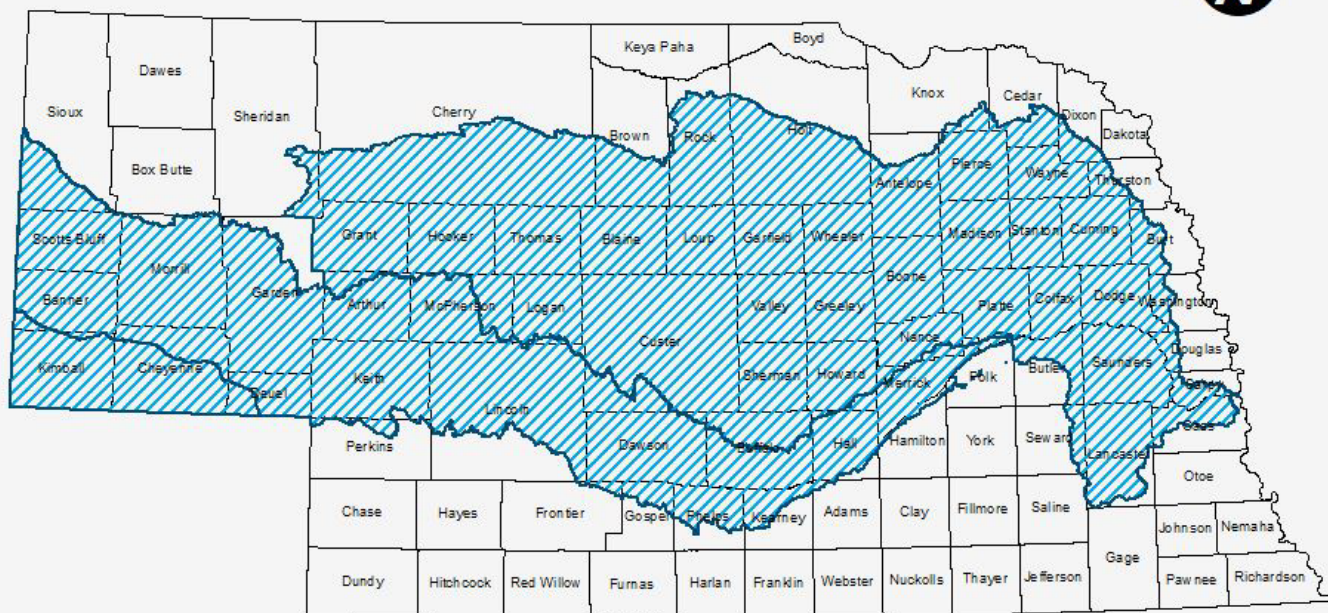 Keya Paha
Boyd
Dawes
Knox
Cedar
Sioux
Sheridan
Cherry
Brown
Rock
Holt
Dixon
Dakota
Box Butte
Antelope
Pierce
Wayne
Thurston
Scotts Bluff
Morrill
Grant
Hooker
Thomas
Blaine
Loup
Garfield
Wheeler
Madison
Stanton
Cuming
Burt
Banner
Garden
Arthur
McPherson
Logan
Valley
Greeley
Boone
Platte
Colfax
Dodge
Washington
Custer
Nance
Douglas
Kimball
Cheyenne
Deuel
Keith
Sherman
Howard
Merrick
Polk
Butler
Saunders
Sarpy
Lincoln
Perkins
Dawson
Buffalo
Hall
Hamilton
York
Seward
Lancaster
Cass
Otoe
Chase
Hayes
Frontier
Gosper
Phelps
Kearney
Adams
Clay
Fillmore
Saline
Johnson
Nemaha
Gage
Dundy
Hitchcock
Red Willow
Furnas
Harlan
Franklin
Webster
Nuckolls
Thayer
Jefferson
Pawnee
Richardson